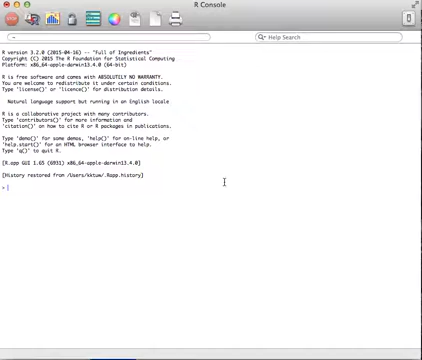 R Console
Help Search
R version 3.2.0 (2015-04-16) -- "Full of Ingredients"
Copyright (C) 2015 The R Foundation for Statistical Computing
Platform: x86_64-apple-darwin13.4.0 (64-bit)
R is free software and comes with ABSOLUTELY NO WARRANTY.
You are welcome to redistribute it under certain conditions.
Type 'license()' or 'licence()' for distribution details.
Natural language support but running in an English locale
R is a collaborative project with many contributors.
Type 'contributors()' for more information and
'citation()' on how to cite R or R packages in publications.
Type 'demo()' for some demos, 'help()' for on-line help, or
'help.start()' for an HTML browser interface to help.
Type 'q()' to quit R.
[R.app GUI 1.65 (6931) x86_64-apple-darwin13.4.0]
[History restored from /Users/kktuw/.Rapp.history]
>